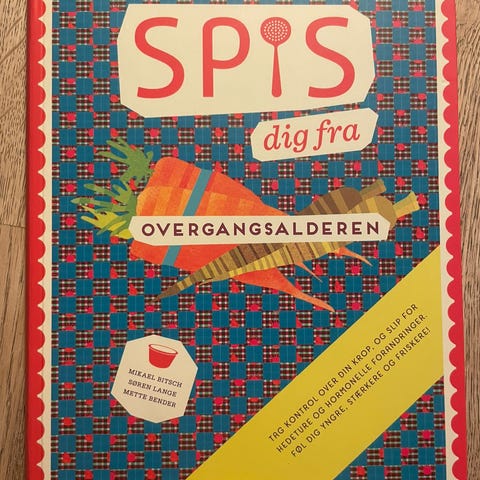 SPIS
dig fra
OVERGANGSALDEREN
MIKAEL BITSCH
SØREN LANGE
METTE BENDER
TAG KONTROL OVER DIN KROP, OG SLIP FOR
HEDETURE OG HORMONELLE FORANDRINGER.
FØL DIG YNGRE, STÆRKERE OG FRISKERE!